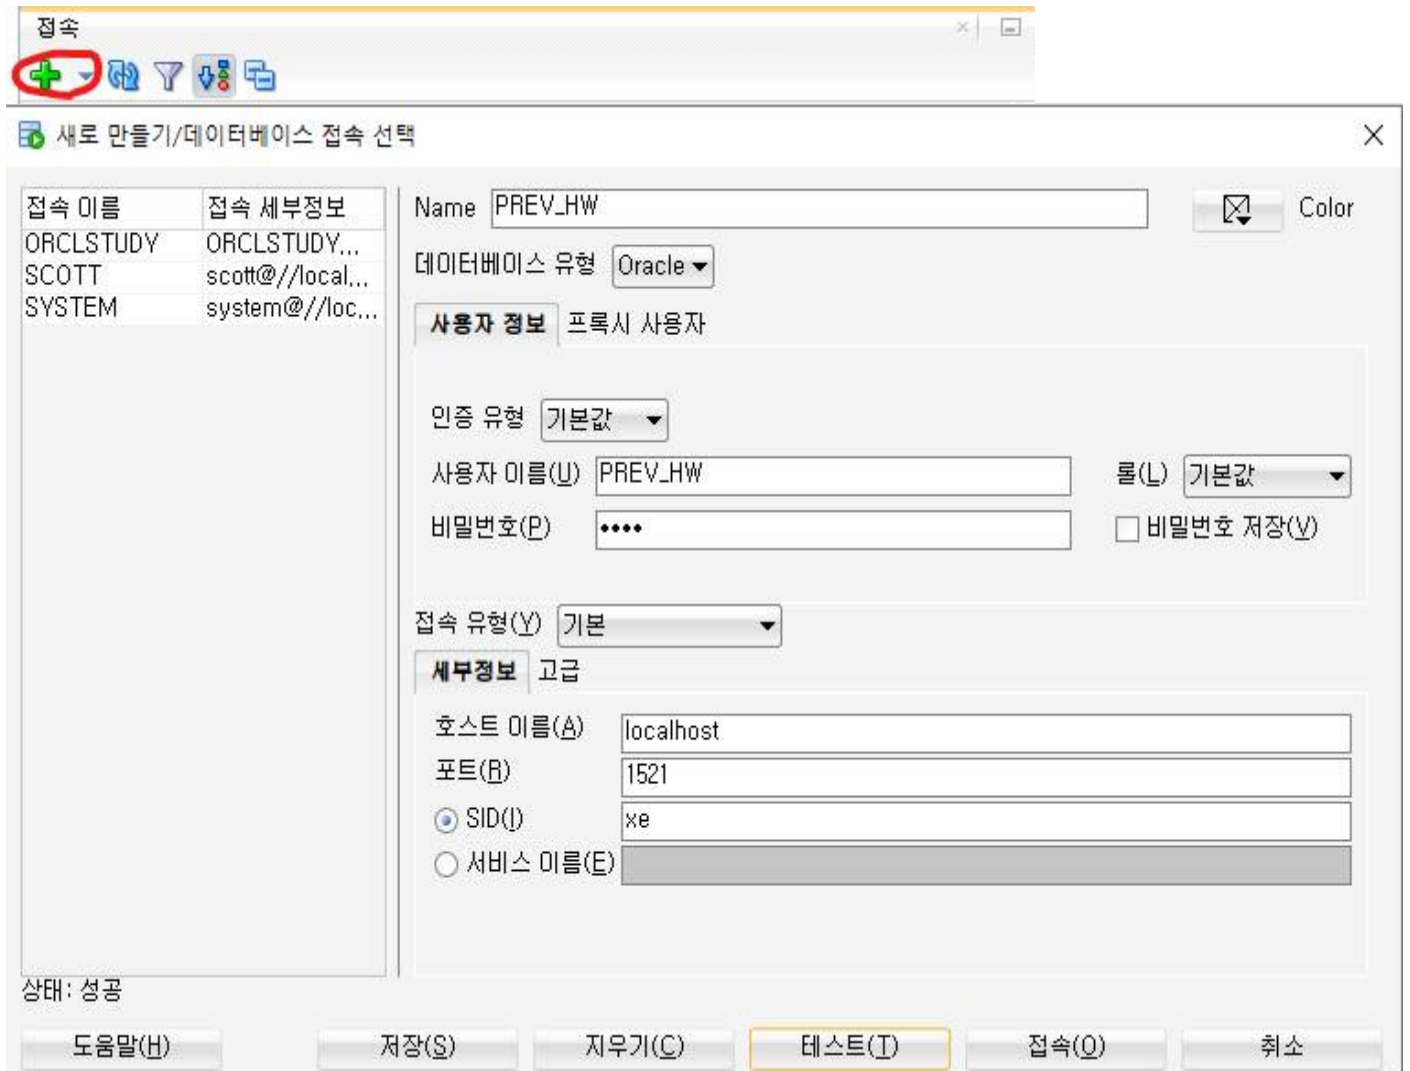 접속
새로 만들기/데이터베이스 접속 선택
접속 이름 접속 세부정보
ORCLSTUDY ORCLSTUDY...
SCOTT scott@//local...
SYSTEM system@//loc...
Name PREV_HW Color
데이터베이스 유형 Oracle
사용자 정보 프록시 사용자
인증 유형 기본값
사용자 이름(U) PREV_HW 롤(L) 기본값
비밀번호(P) •••• 비밀번호 저장(V)
접속 유형(Y) 기본
세부정보 고급
호스트 이름(A) localhost
포트(R) 1521
SID(I) xe
서비스 이름(E)
상태: 성공
도움말(H) 저장(S) 지우기(C) 테스트(T) 접속(O) 취소